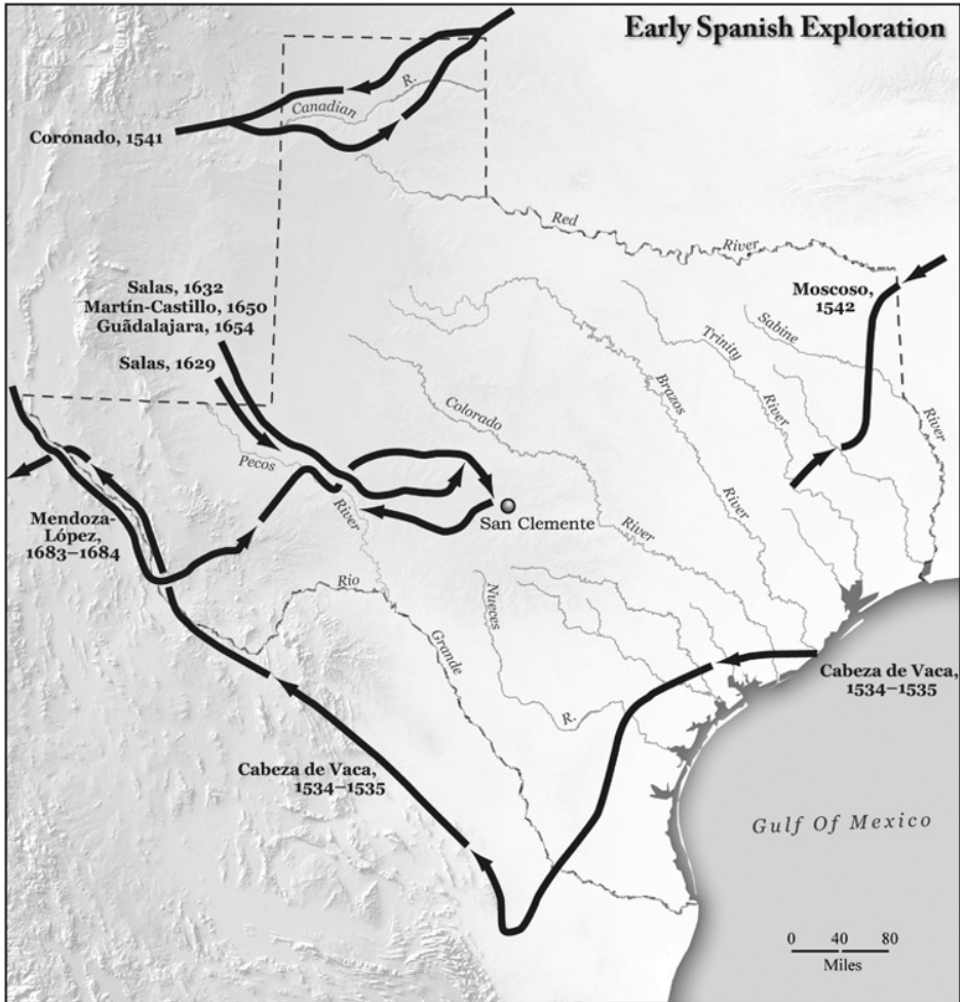 Early Spanish Exploration
R.
Canadian
Coronado, 1541
Red
River
Salas, 1632
Martín-Castillo, 1650
Guãdalajara, 1654
Salas, 1629
Moscoso,
1542
Sabine
Trinity
River
Brazos
River
River
Colorado
River
Pecos
River
San Clemente
Mendoza-
López,
1683–1684
Rio
Grande
Nueces
R.
Cabeza de Vaca,
1534–1535
Cabeza de Vaca,
1534–1535
Gulf Of Mexico
0 40 80
Miles